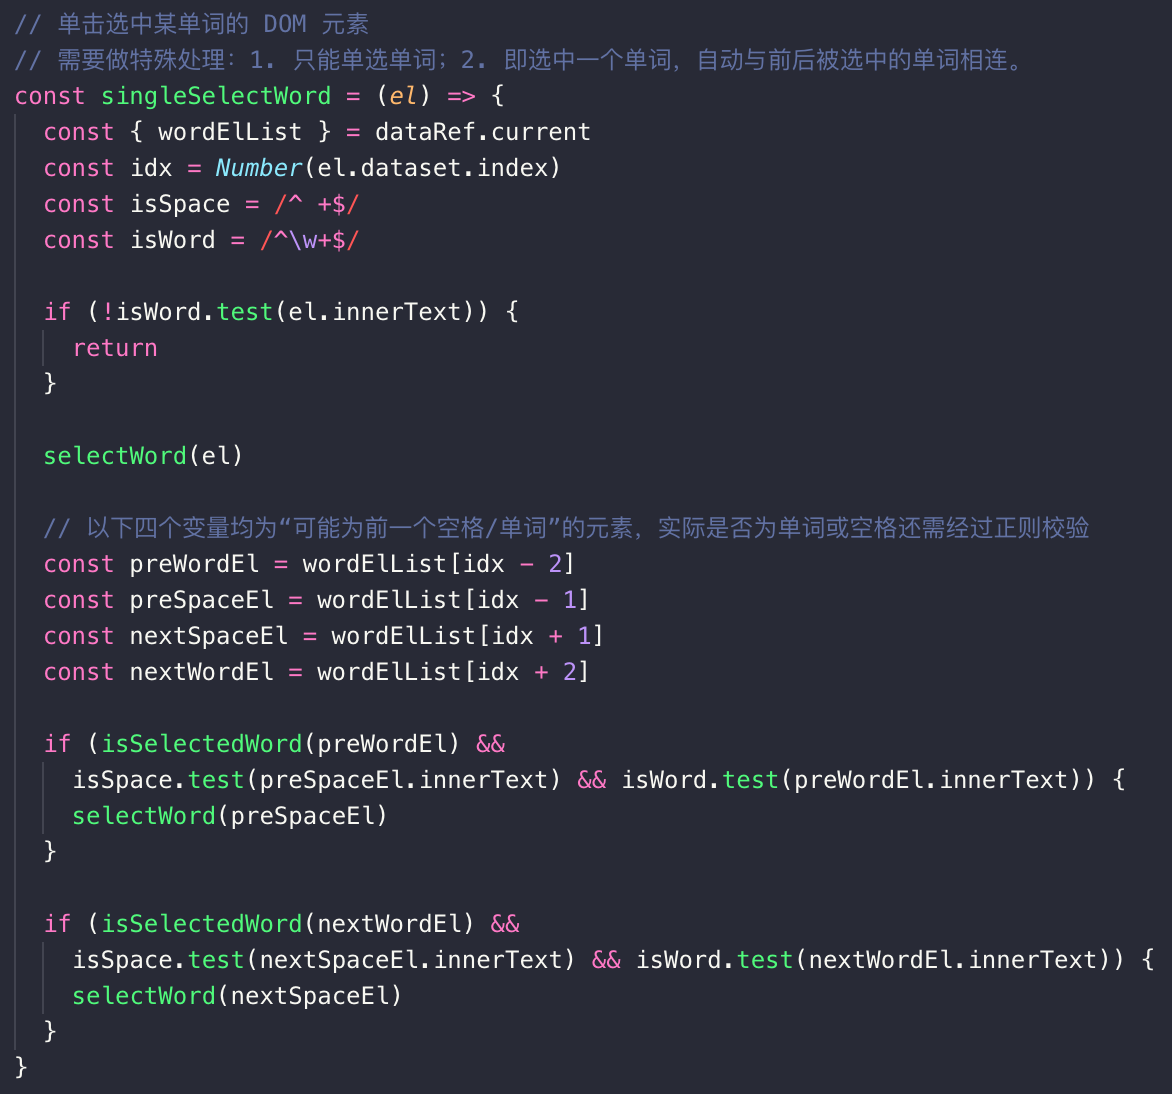 // 单击选中某单词的 DOM 元素
// 需要做特殊处理：1. 只能单选单词；2. 即选中一个单词，自动与前后被选中的单词相连。
const singleSelectWord = (el) => {
  const { wordElList } = dataRef.current
  const idx = Number(el.dataset.index)
  const isSpace = /^ +$/
  const isWord = /^\w+$/

  if (!isWord.test(el.innerText)) {
    return
  }

  selectWord(el)

  // 以下四个变量均为“可能为前一个空格/单词”的元素，实际是否为单词或空格还需经过正则校验
  const preWordEl = wordElList[idx - 2]
  const preSpaceEl = wordElList[idx - 1]
  const nextSpaceEl = wordElList[idx + 1]
  const nextWordEl = wordElList[idx + 2]

  if (isSelectedWord(preWordEl) &&
    isSpace.test(preSpaceEl.innerText) && isWord.test(preWordEl.innerText)) {
    selectWord(preSpaceEl)
  }

  if (isSelectedWord(nextWordEl) &&
    isSpace.test(nextSpaceEl.innerText) && isWord.test(nextWordEl.innerText)) {
    selectWord(nextSpaceEl)
  }
}